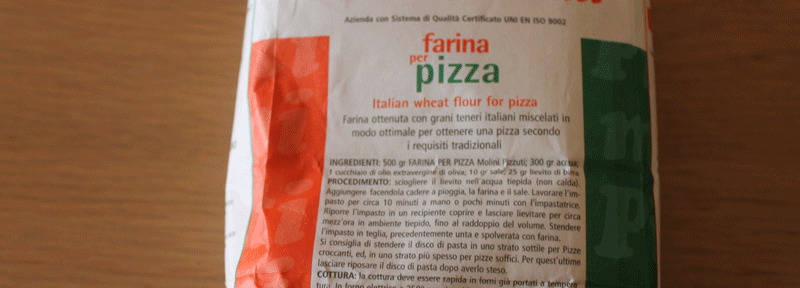 Azienda con Sistema di Qualità Certificato UNI EN ISO 9002
farina
per
pizza
Italian wheat flour for pizza
Farina ottenuta con grani teneri italiani miscelati in
modo ottimale per ottenere una pizza secondo
i requisiti tradizionali
INGREDIENTI: 500 gr FARINA PER PIZZA Molini Pizzuti; 300 gr acqua;
1 cucchiaio di olio extravergine di oliva; 10 gr sale; 25 gr lievito di birra
PROCEDIMENTO: sciogliere il lievito nell'acqua tiepida (non calda).
Aggiungere facendola cadere a pioggia, la farina e il sale. Lavorare l'im-
pasto per circa 10 minuti a mano o pochi minuti con l'impastatrice.
Riporre l'impasto in un recipiente coprire e lasciare lievitare per circa
mezz'ora in ambiente tiepido, fino al raddoppio del volume. Stendere
l'impasto in teglia, precedentemente unta e spolverata con farina.
Si consiglia di stendere il disco di pasta in uno strato sottile per Pizze
croccanti, ed, in uno strato più spesso per pizze soffici. Per quest'ultime
lasciare riposare il disco di pasta dopo averlo steso.
COTTURA: la cottura deve essere rapida in forni già portati a tempera-
tura. In forno elettrico a